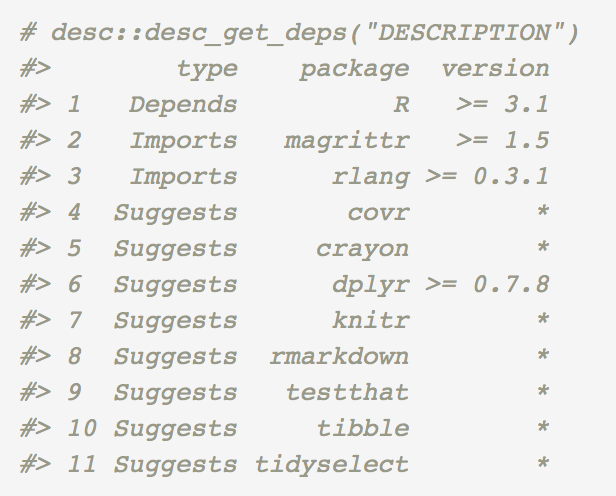 # desc::desc_get_deps("DESCRIPTION")
#>        type    package  version
#> 1   Depends          R   >= 3.1
#> 2   Imports   magrittr   >= 1.5
#> 3   Imports      rlang >= 0.3.1
#> 4  Suggests       covr        *
#> 5  Suggests     crayon        *
#> 6  Suggests      dplyr >= 0.7.8
#> 7  Suggests      knitr        *
#> 8  Suggests  rmarkdown        *
#> 9  Suggests   testthat        *
#> 10 Suggests     tibble        *
#> 11 Suggests tidyselect        *